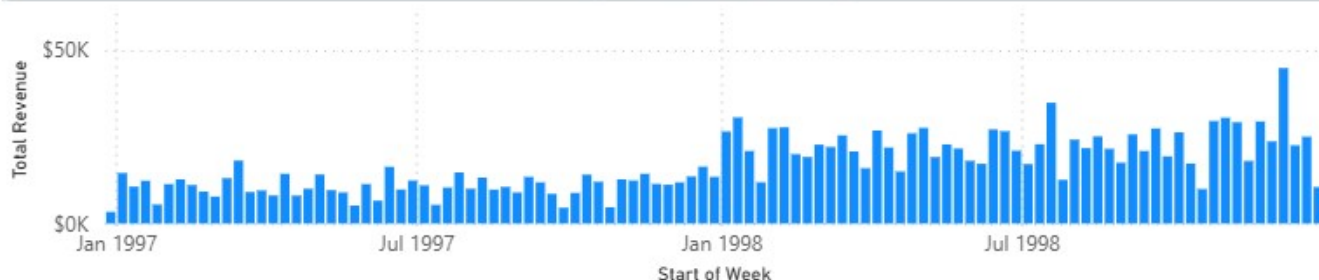 $50K
Total Revenue
$0K
Jan 1997 Jul 1997 Jan 1998 Jul 1998
Start of Week